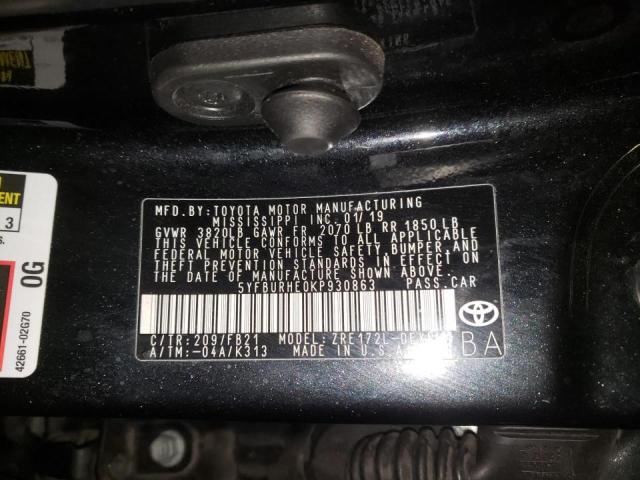 MFD.BY:TOYOTA MOTOR MANUFACTURING
MISSISSIPPI INC. 01/19
GVWR 3820LB GAWR FR 2070 LB RR 1850 LB
THIS VEHICLE CONFORMS TO ALL APPLICABLE
FEDERAL MOTOR VEHICLE SAFETY BUMPER, AND
THEFT PREVENTION STANDARDS IN EFFECT ON
THE DATE OF MANUFACTURE SHOWN ABOVE.
5YFBURHE0KP930863 PASS.CAR
C/TR: 209/FB21 MODEL: ZRE172L
A/TM: -04A/K313 MADE IN U.S.A.
BA
0G
42661-02G70
3